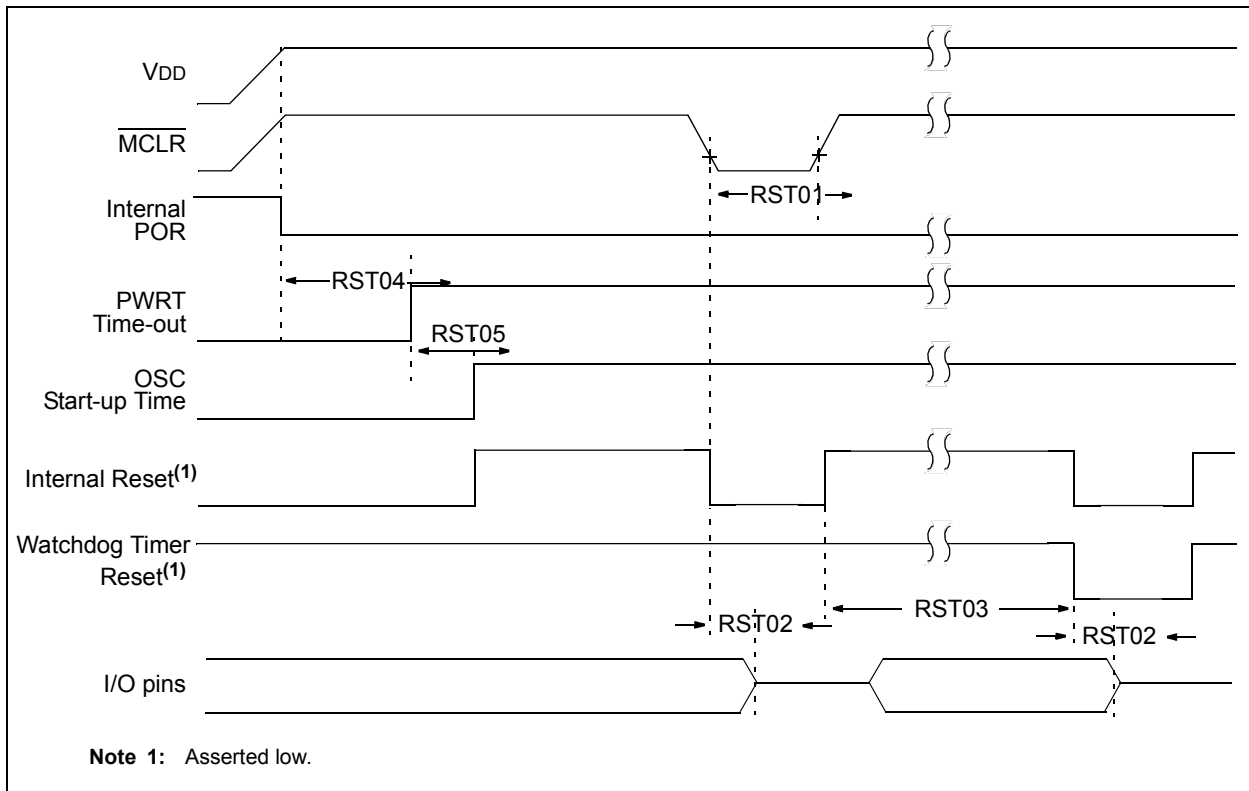 VDD
MCLR
RST01
Internal
POR
RST04
PWRT
Time-out
RST05
OSC
Start-up Time
Internal Reset(1)
Watchdog Timer
Reset(1)
RST03
RST02
RST02
I/O pins
Note 1: Asserted low.